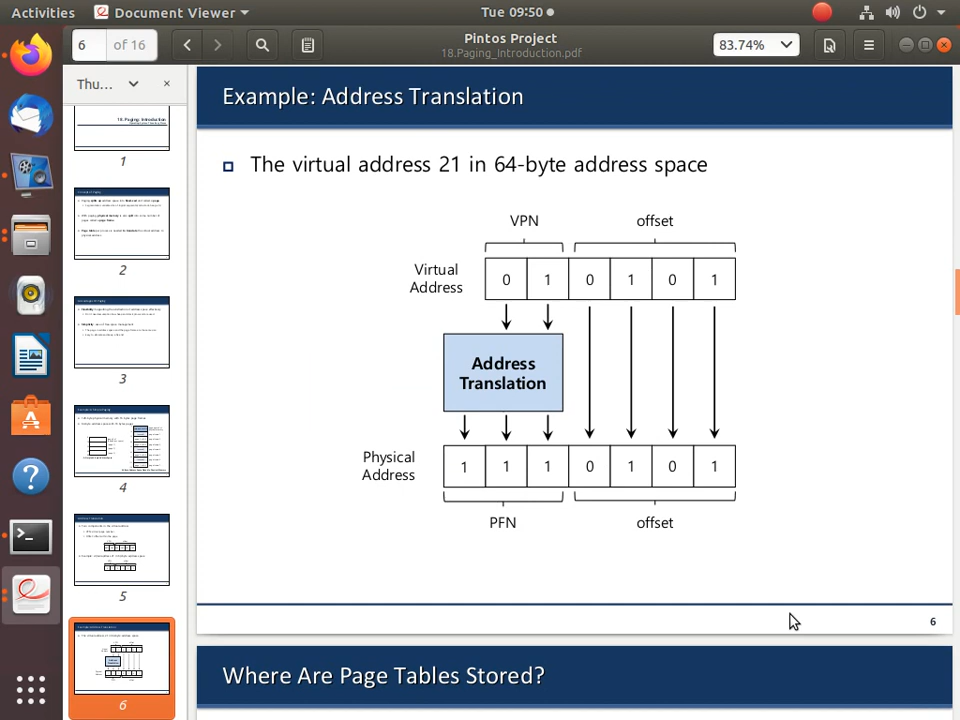 Activities
Document Viewer
Tue 09:50
6
of 16
Pintos Project
18.Paging_Introduction.pdf
83.74%
Thu...
1
2
3
4
5
6
Example: Address Translation
The virtual address 21 in 64-byte address space
VPN
offset
Virtual
Address
0 1 0 1 0 1
Address
Translation
Physical
Address
1 1 1 0 1 0 1
PFN
offset
6
Where Are Page Tables Stored?